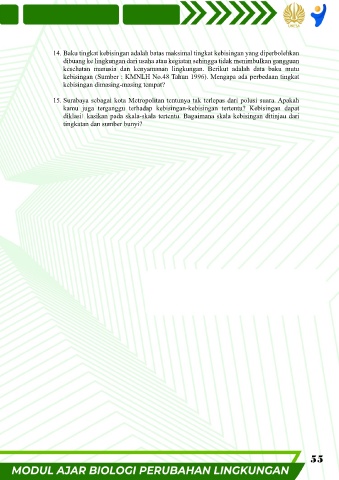 14. Baku tingkat kebisingan adalah batas maksimal tingkat kebisingan yang diperbolehkan
dibuang ke lingkungan dari usaha atau kegiatan sehingga tidak menimbulkan gangguan
kesehatan manusia dan kenyamanan lingkungan. Berikut adalah data baku mutu
kebisingan (Sumber : KMNLH No.48 Tahun 1996). Mengapa ada perbedaan tingkat
kebisingan dimasing-masing tempat?
15. Surabaya sebagai kota Metropolitan tentunya tak terlepas dari polusi suara. Apakah
kamu juga terganggu terhadap kebisingan-kebisingan tertentu? Kebisingan dapat
diklasifikasikan pada skala-skala tertentu. Bagaimana skala kebisingan ditinjau dari
tingkatan dan sumber bunyi?
55
MODUL AJAR BIOLOGI PERUBAHAN LINGKUNGAN